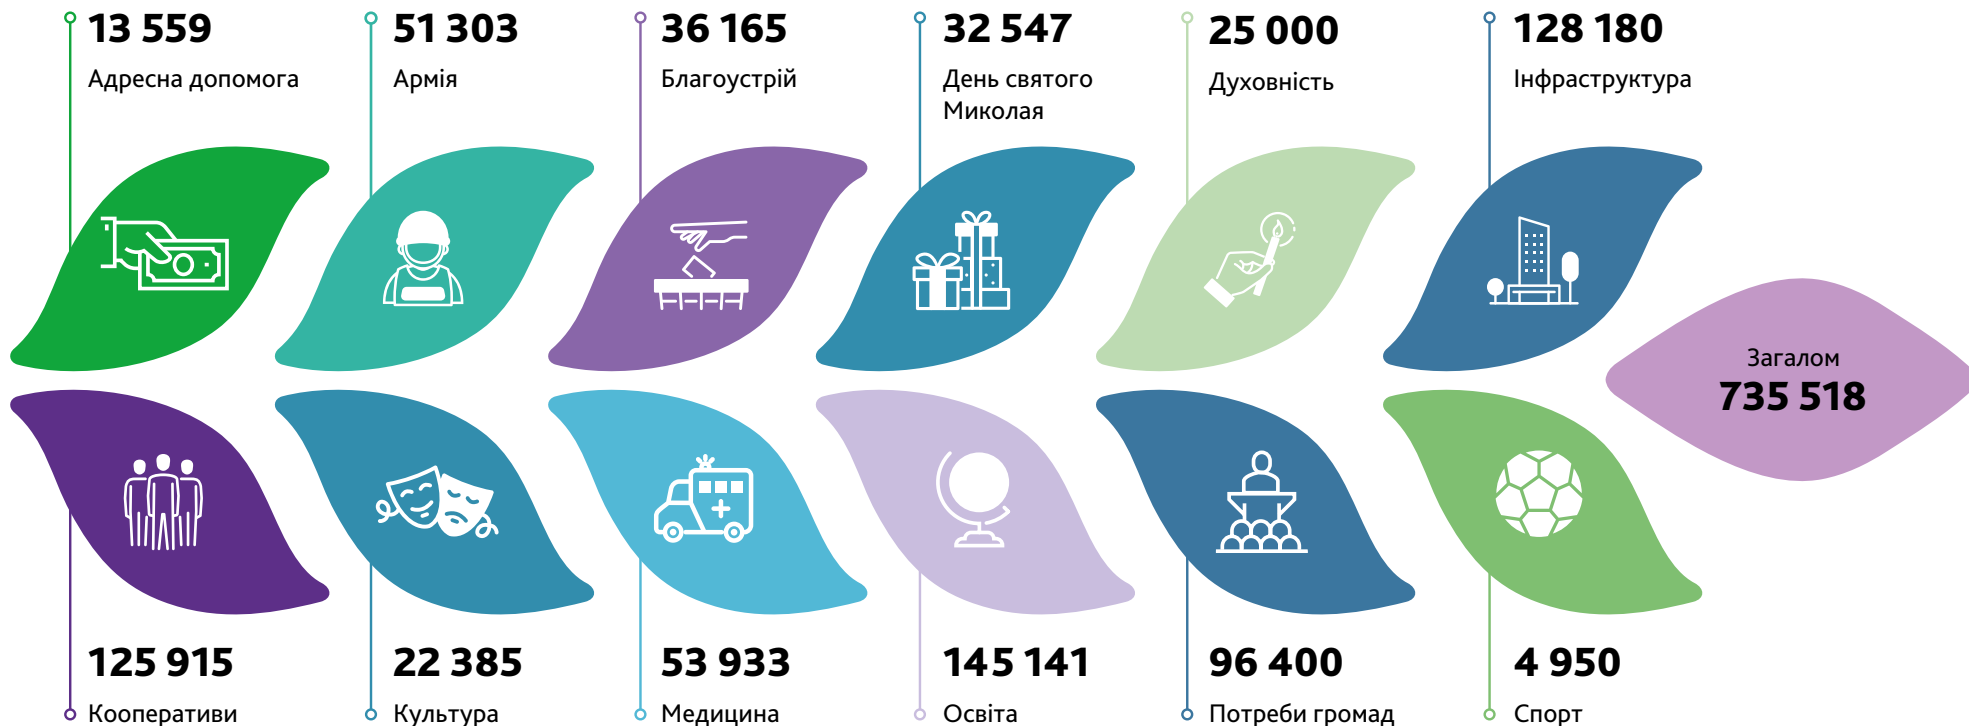 13 559
Адресна допомога
51 303
Армія
36 165
Благоустрій
32 547
День святого
Миколая
25 000
Духовність
128 180
Інфраструктура
Загалом
735 518
125 915
Кооперативи
22 385
Культура
53 933
Медицина
145 141
Освіта
96 400
Потреби громад
4 950
Спорт